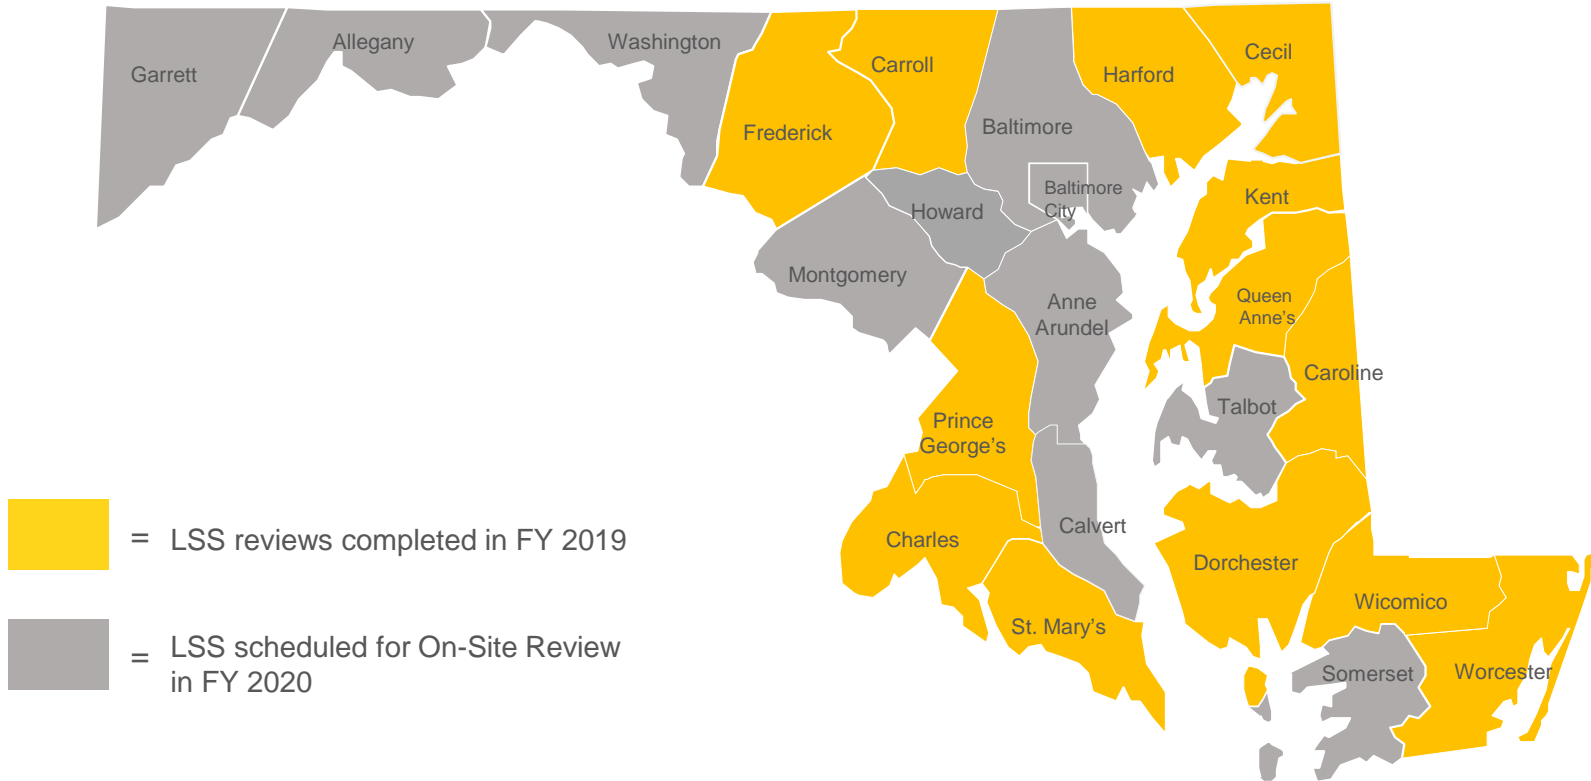 Garrett
Allegany
Washington
Frederick
Carroll
Baltimore
Harford
Cecil
Baltimore
City
Howard
Montgomery
Kent
Anne
Arundel
Queen
Anne's
Caroline
Talbot
Prince
George's
Calvert
Charles
St. Mary's
Dorchester
Wicomico
Somerset
Worcester
= LSS reviews completed in FY 2019
= LSS scheduled for On-Site Review
in FY 2020